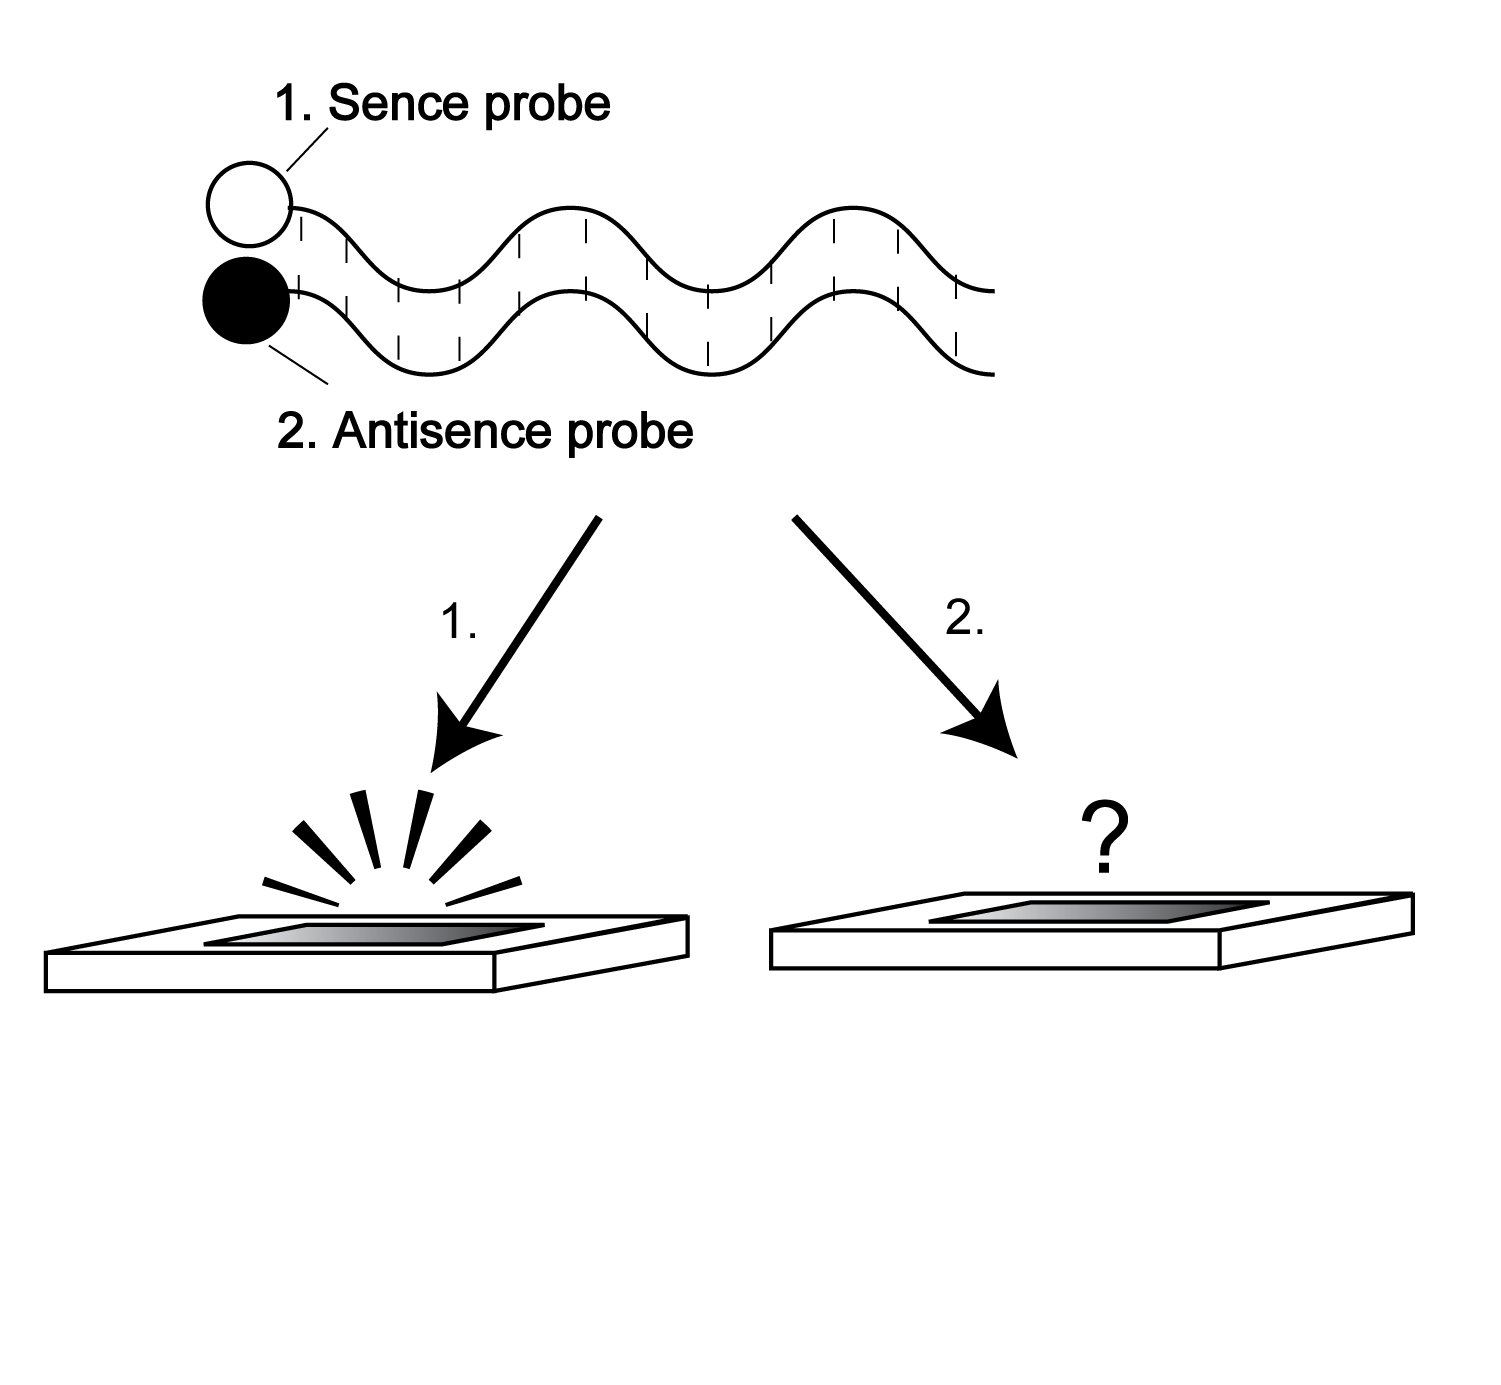 1. Sence probe
2. Antisence probe
1.
2.
?